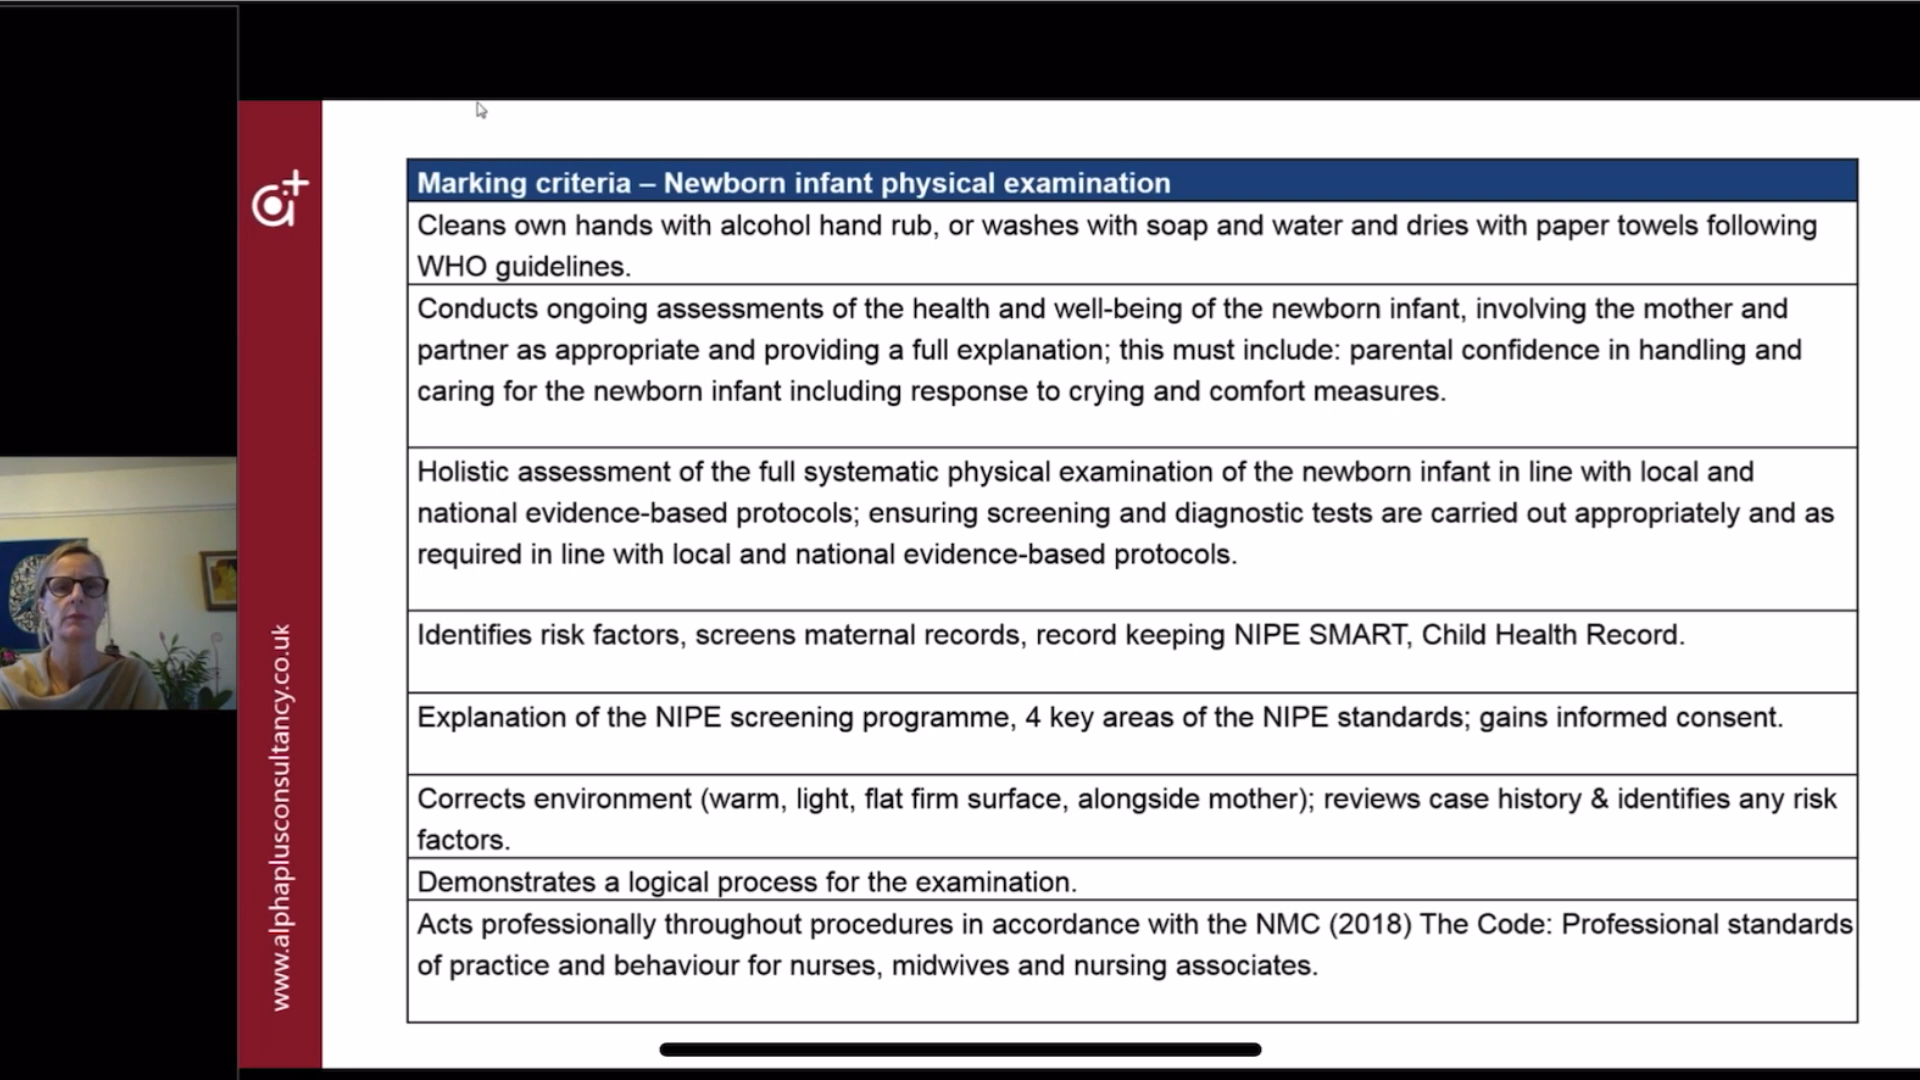 Marking criteria – Newborn infant physical examination
Cleans own hands with alcohol hand rub, or washes with soap and water and dries with paper towels following
WHO guidelines.
Conducts ongoing assessments of the health and well-being of the newborn infant, involving the mother and
partner as appropriate and providing a full explanation; this must include: parental confidence in handling and
caring for the newborn infant including response to crying and comfort measures.
Holistic assessment of the full systematic physical examination of the newborn infant in line with local and
national evidence-based protocols; ensuring screening and diagnostic tests are carried out appropriately and as
required in line with local and national evidence-based protocols.
Identifies risk factors, screens maternal records, record keeping NIPE SMART, Child Health Record.
Explanation of the NIPE screening programme, 4 key areas of the NIPE standards; gains informed consent.
Corrects environment (warm, light, flat firm surface, alongside mother); reviews case history & identifies any risk
factors.
Demonstrates a logical process for the examination.
Acts professionally throughout procedures in accordance with the NMC (2018) The Code: Professional standards
of practice and behaviour for nurses, midwives and nursing associates.
www.alphaplusconsultancy.co.uk
a+